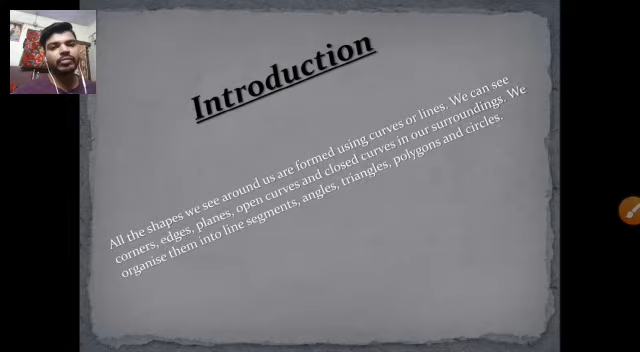 Introduction
All the shapes we see around us are formed using curves or lines. We can see
corners, edges, planes, open curves and closed curves in our surroundings. We
organise them into line segments, angles, triangles, polygons and circles.